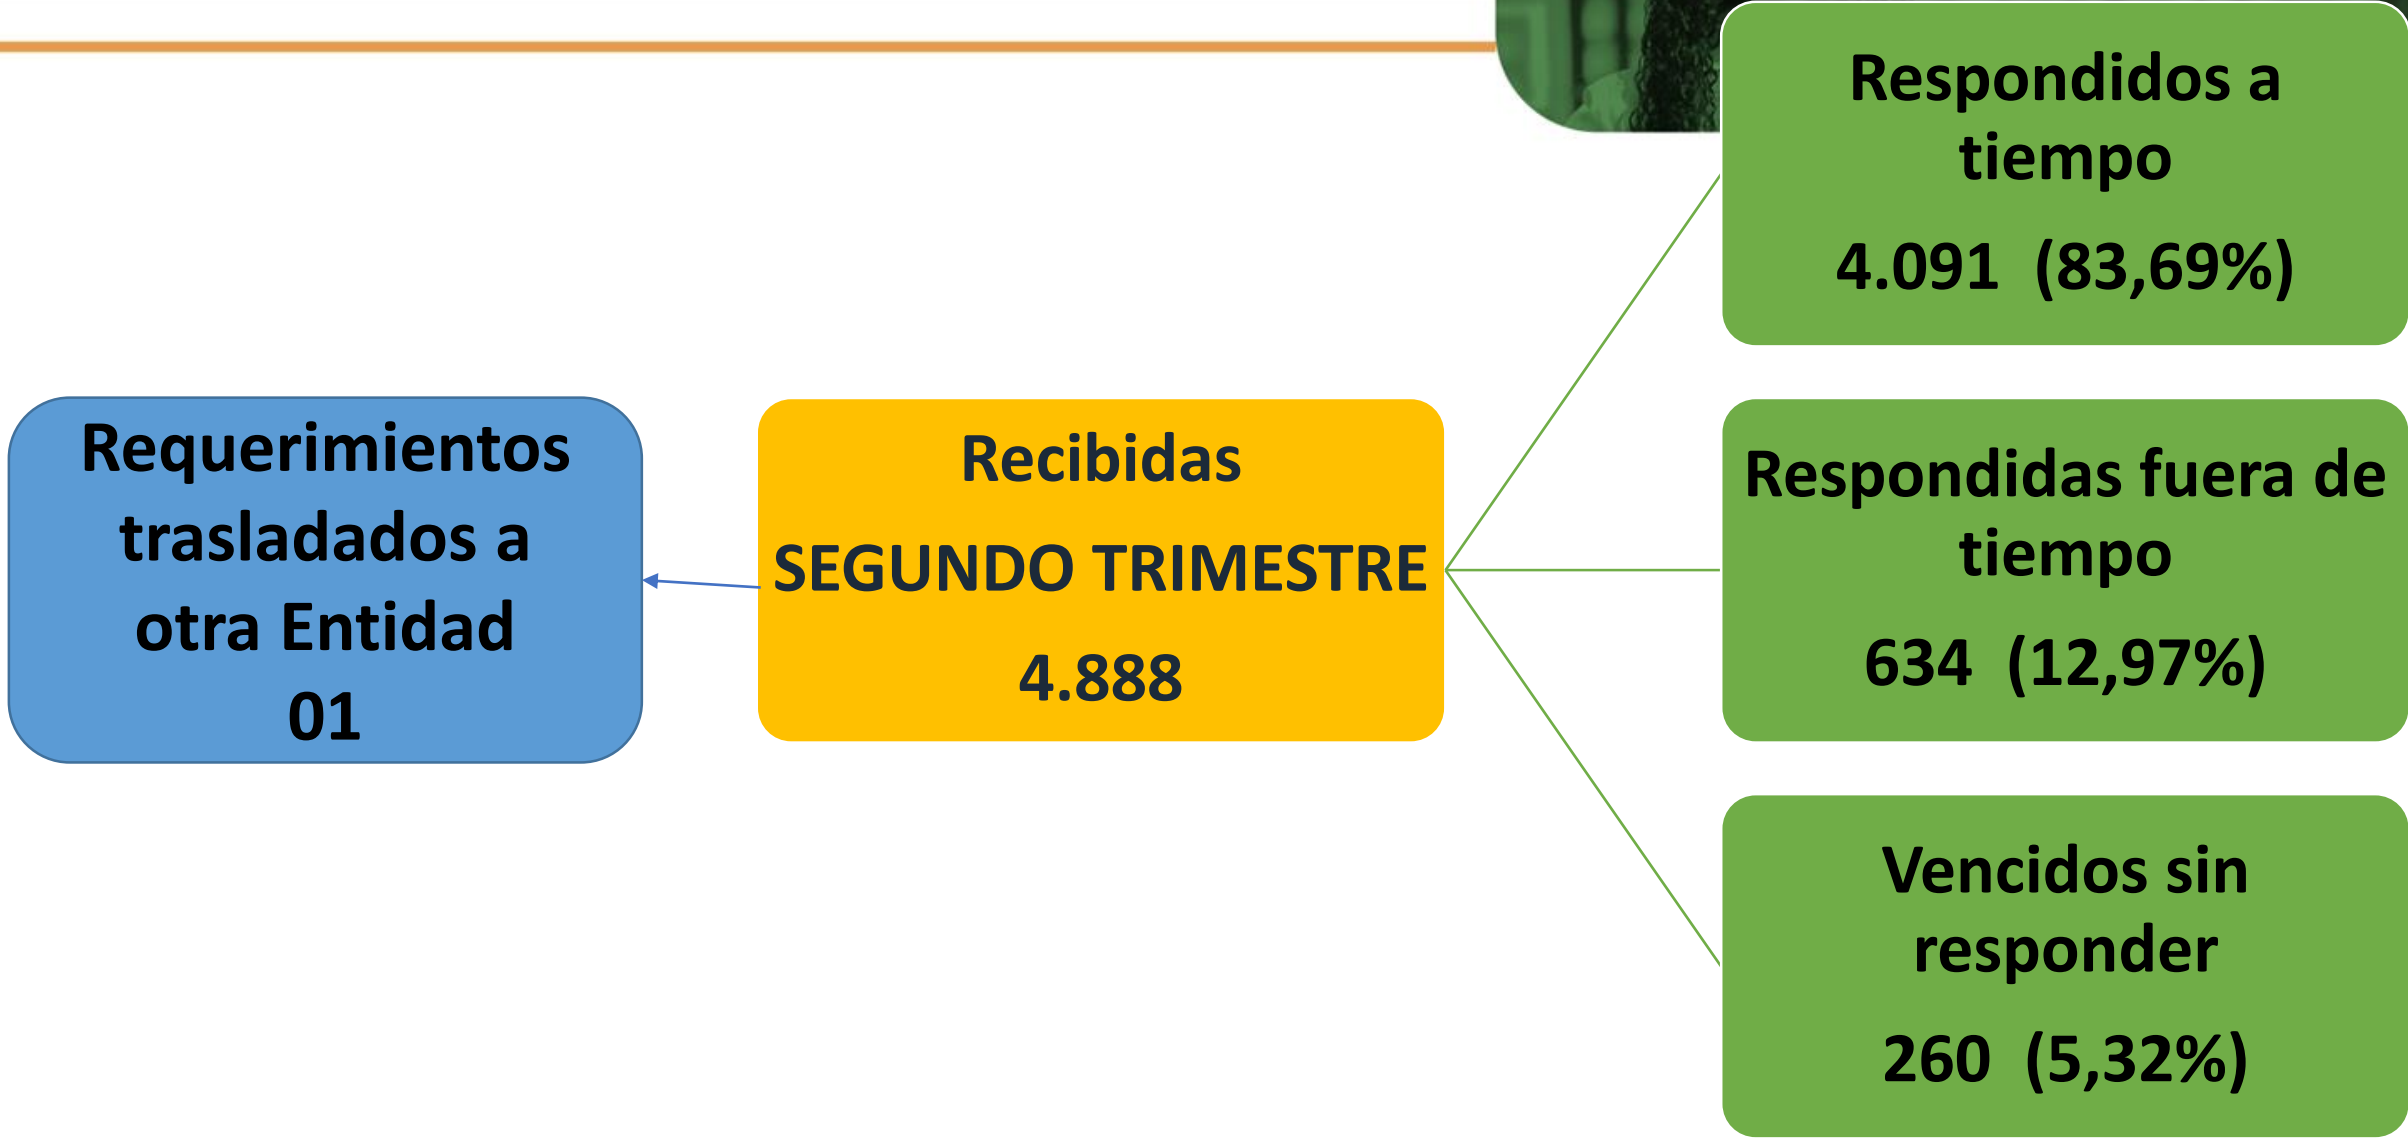 Requerimientos
trasladados a
otra Entidad
01
Recibidas
SEGUNDO TRIMESTRE
4.888
Respondidos a
tiempo
4.091 (83,69%)
Respondidas fuera de
tiempo
634 (12,97%)
Vencidos sin
responder
260 (5,32%)